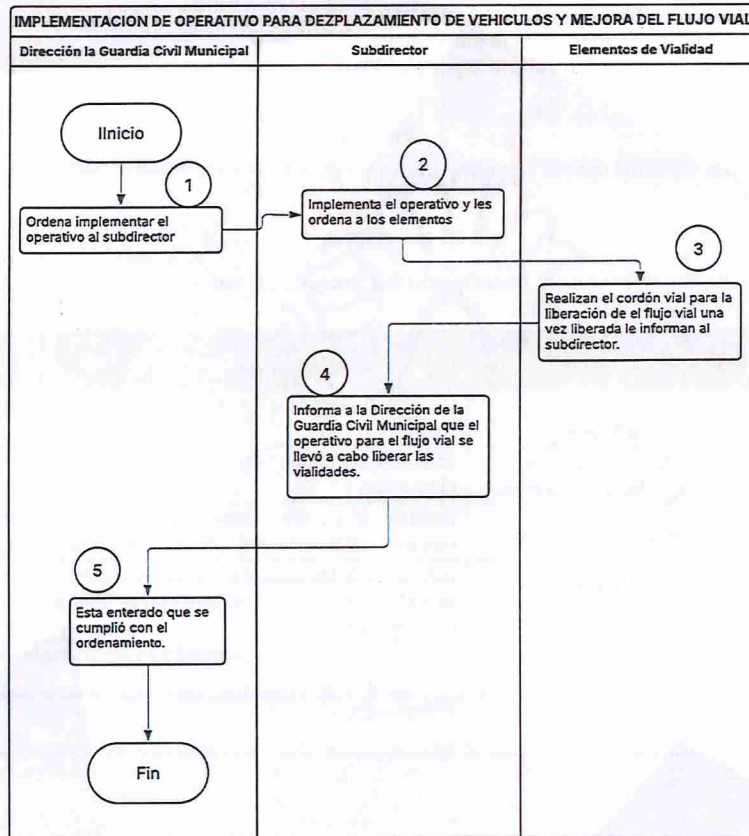 IMPLEMENTACION DE OPERATIVO PARA DEZPLAZAMIENTO DE VEHICULOS Y MEJORA DEL FLUJO VIAL
Dirección la Guardia Civil Municipal
Subdirector
Elementos de Vialidad
IInicio
1
Ordena implementar el
operativo al subdirector
2
Implementa el operativo y les
ordena a los elementos
3
Realizan el cordón vial para la
liberación de el flujo vial una
vez liberada le informan al
subdirector.
4
Informa a la Dirección de la
Guardia Civil Municipal que el
operativo para el flujo vial se
llevó a cabo liberar las
vialidades.
5
Esta enterado que se
cumplió con el
ordenamiento.
Fin